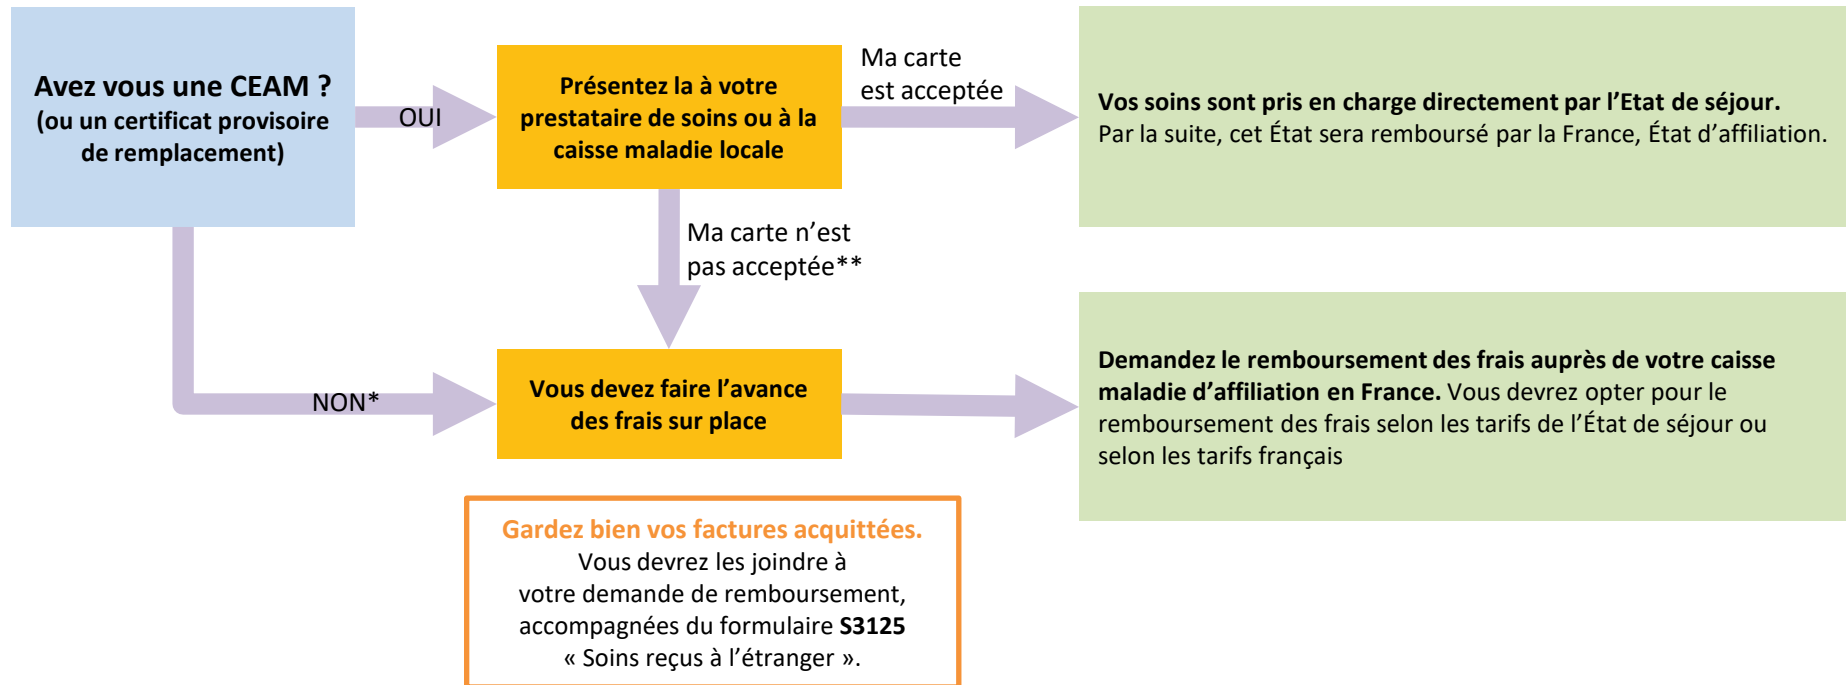 Avez vous une CEAM ?
(ou un certificat provisoire
de remplacement)
OUI
Présentez la à votre
prestataire de soins ou à la
caisse maladie locale
Ma carte
est acceptée
Vos soins sont pris en charge directement par l’Etat de séjour.
Par la suite, cet État sera remboursé par la France, État d’affiliation.
Ma carte n’est
pas acceptée**
NON*
Vous devez faire l’avance
des frais sur place
Demandez le remboursement des frais auprès de votre caisse
maladie d’affiliation en France. Vous devrez opter pour le
remboursement des frais selon les tarifs de l’État de séjour ou
selon les tarifs français
Gardez bien vos factures acquittées.
Vous devrez les joindre à
votre demande de remboursement,
accompagnées du formulaire S3125
« Soins reçus à l’étranger ».